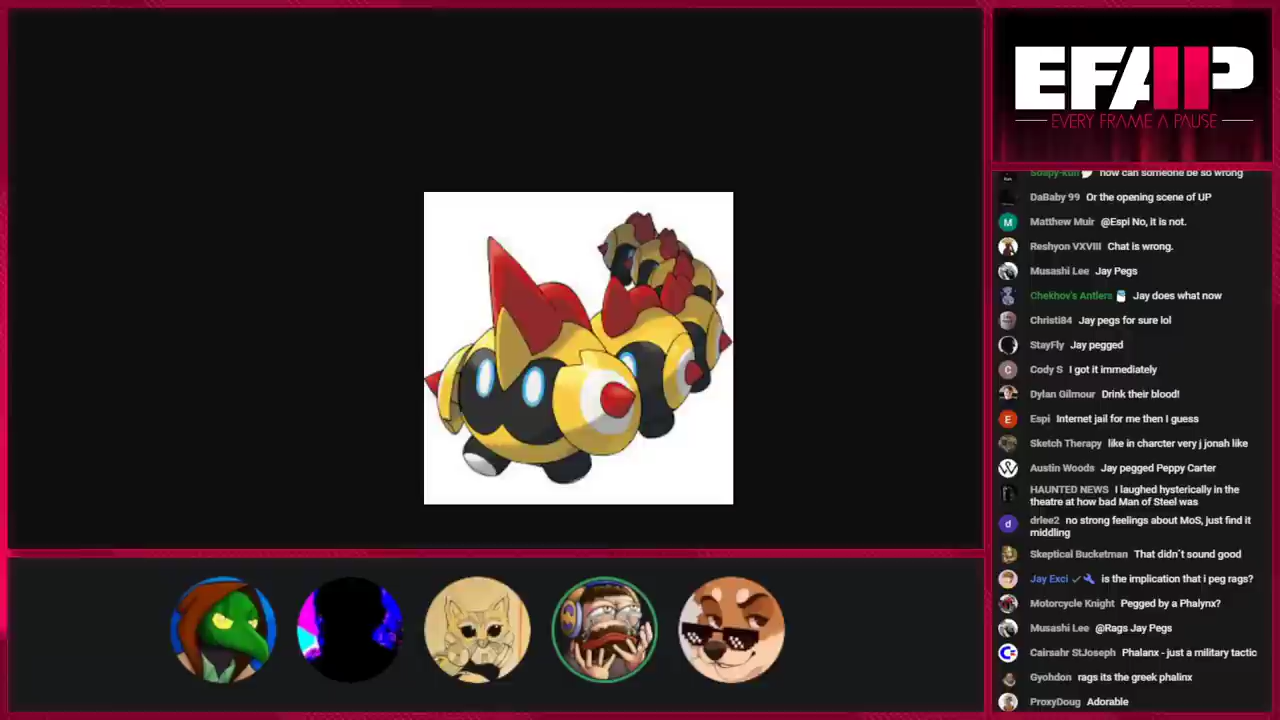 EFAP
EVERY FRAME A PAUSE
Soapy-kun how can someone be so wrong
DaBaby 99 Or the opening scene of UP
M
Matthew Muir @Espi No, it is not.
Reshyon VXVIII Chat is wrong.
Musashi Lee Jay Pegs
Chekhov's Antlers Jay does what now
Christi84 Jay pegs for sure lol
StayFly Jay pegged
C
Cody S I got it immediately
Dylan Gilmour Drink their blood!
E
Espi Internet jail for me then I guess
Sketch Therapy like in charcter very j jonah like
Austin Woods Jay pegged Peppy Carter
HAUNTED NEWS I laughed hysterically in the
theatre at how bad Man of Steel was
d
drlee2 no strong feelings about MoS, just find it
middling
Skeptical Bucketman That didn´t sound good
Jay Exci is the implication that i peg rags?
Motorcycle Knight Pegged by a Phalynx?
Musashi Lee @Rags Jay Pegs
Cairsahr StJoseph Phalanx - just a military tactic
Gyohdon rags its the greek phalinx
ProxyDoug Adorable